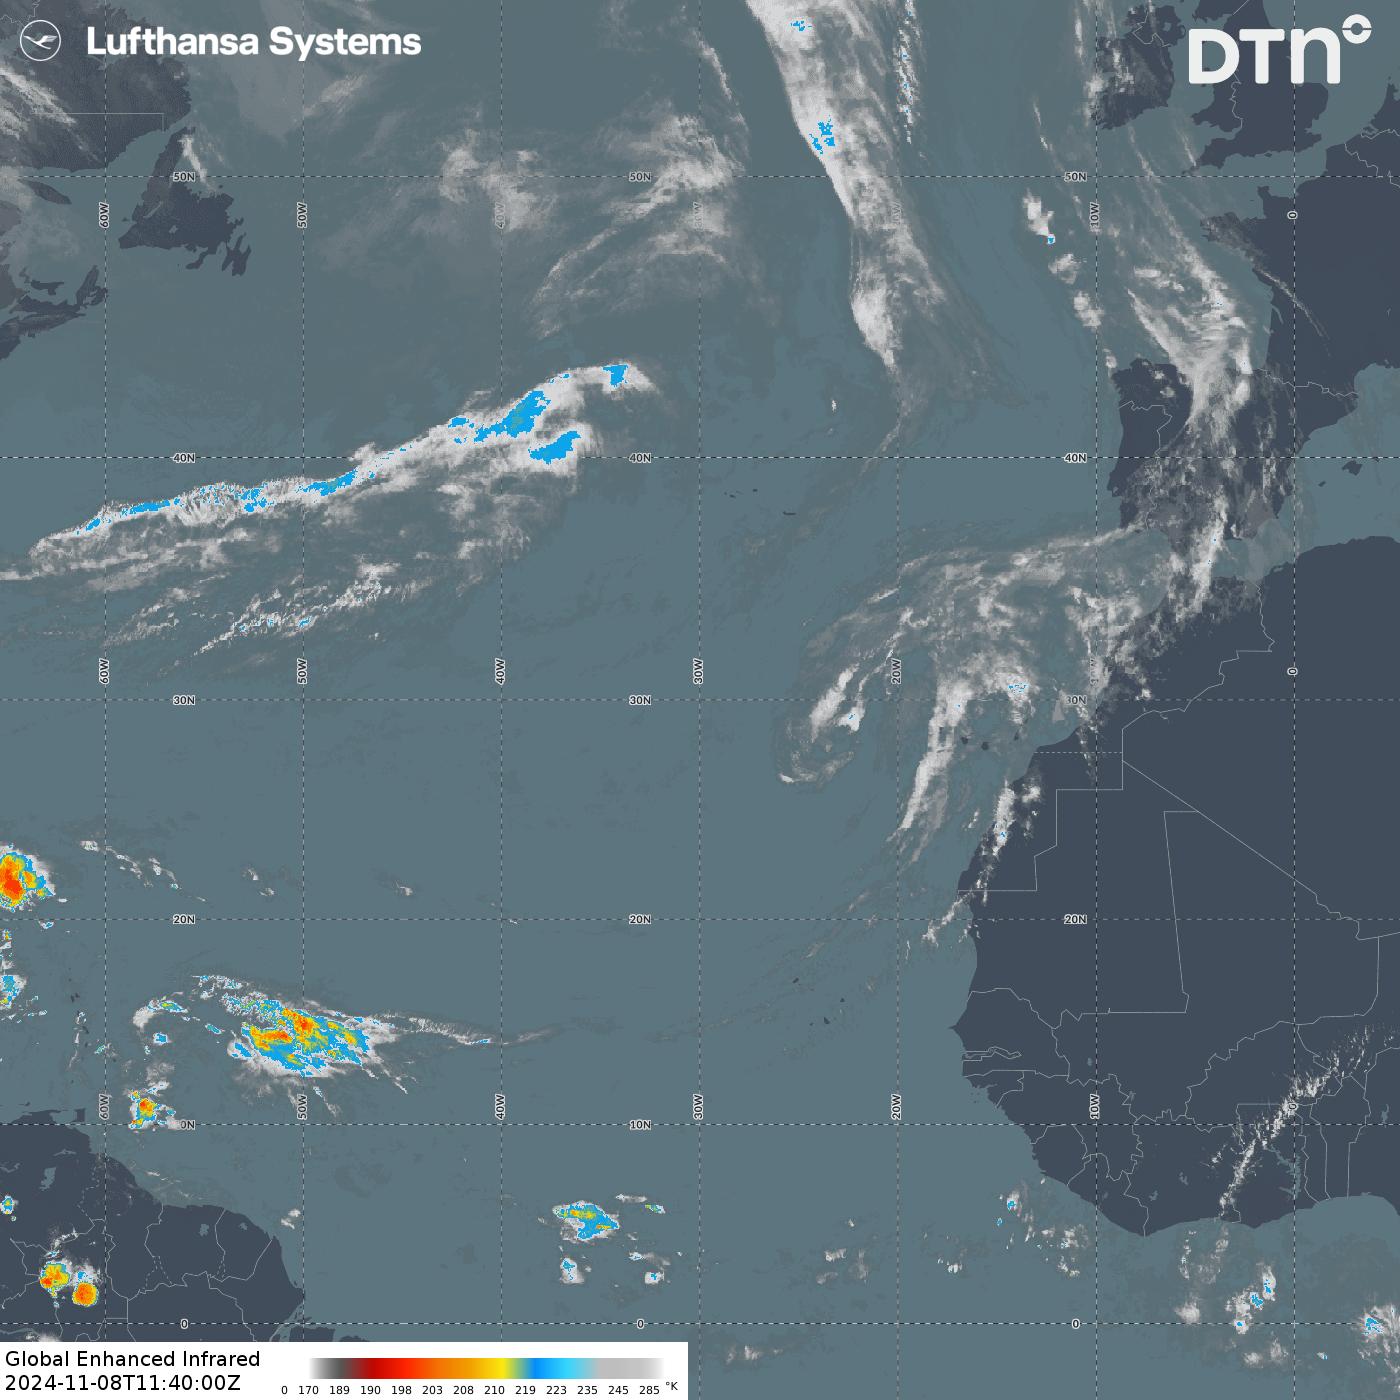 Lufthansa Systems
DTN
50N 50N 50N
60W 50W 10W 0
40N 40N 40N
60W 50W 40W 30W 20W 0
30N 30N 30N
20N 20N 20N
60W 50W 40W 30W 20W 10W
0N 10N 10N
0 0 0
Global Enhanced Infrared
2024-11-08T11:40:00Z
0 170 189 190 198 203 208 210 219 223 235 245 285 °K